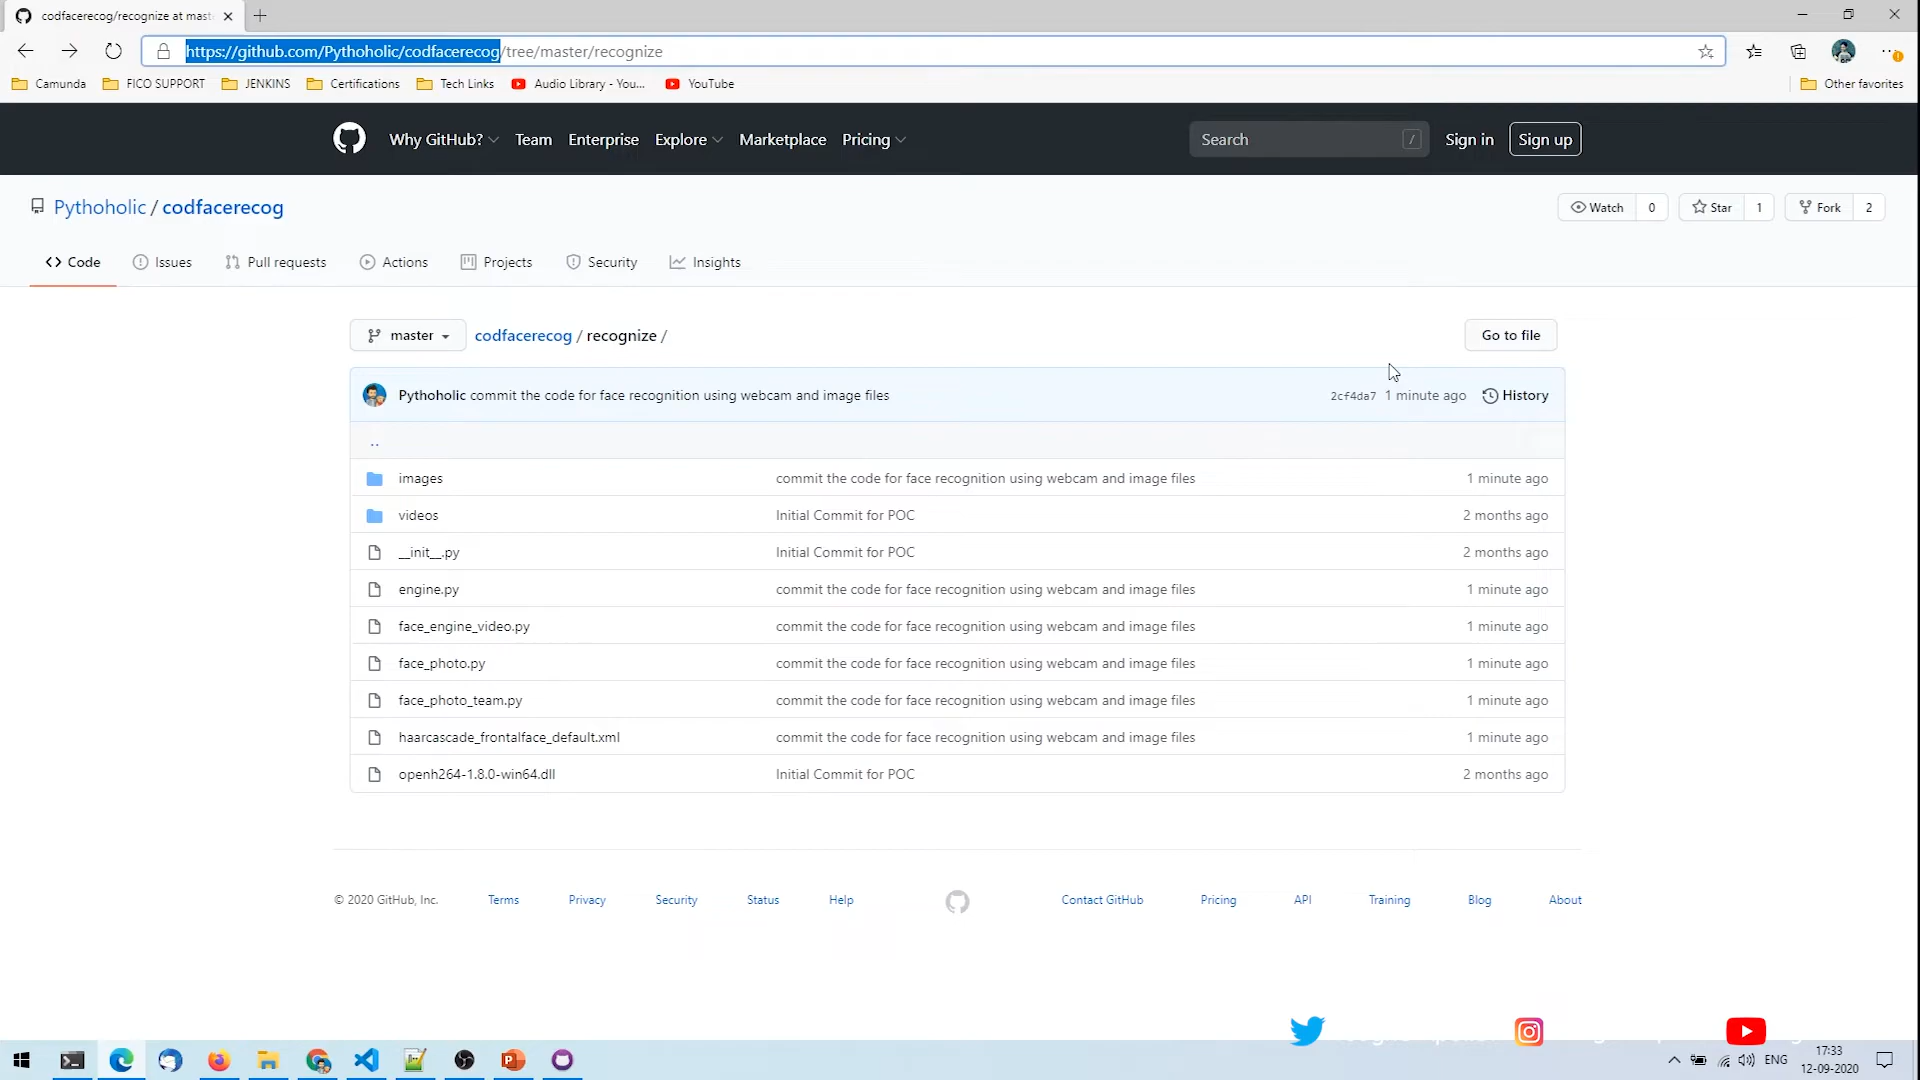 codfacerecog/recognize at mast
https://github.com/Pythoholic/codfacerecog/tree/master/recognize
Camunda FICO SUPPORT JENKINS Certifications Tech Links Audio Library - You... YouTube Other favorites
Why GitHub? Team Enterprise Explore Marketplace Pricing Search / Sign in Sign up
Pythoholic / codfacerecog Watch 0 Star 1 Fork 2
Code Issues Pull requests Actions Projects Security Insights
master codfacerecog / recognize / Go to file
Pythoholic commit the code for face recognition using webcam and image files 2cf4da7 1 minute ago History
..
images commit the code for face recognition using webcam and image files 1 minute ago
videos Initial Commit for POC 2 months ago
__init__.py Initial Commit for POC 2 months ago
engine.py commit the code for face recognition using webcam and image files 1 minute ago
face_engine_video.py commit the code for face recognition using webcam and image files 1 minute ago
face_photo.py commit the code for face recognition using webcam and image files 1 minute ago
face_photo_team.py commit the code for face recognition using webcam and image files 1 minute ago
haarcascade_frontalface_default.xml commit the code for face recognition using webcam and image files 1 minute ago
openh264-1.8.0-win64.dll Initial Commit for POC 2 months ago
© 2020 GitHub, Inc. Terms Privacy Security Status Help Contact GitHub Pricing API Training Blog About
ENG 17:33
12-09-2020